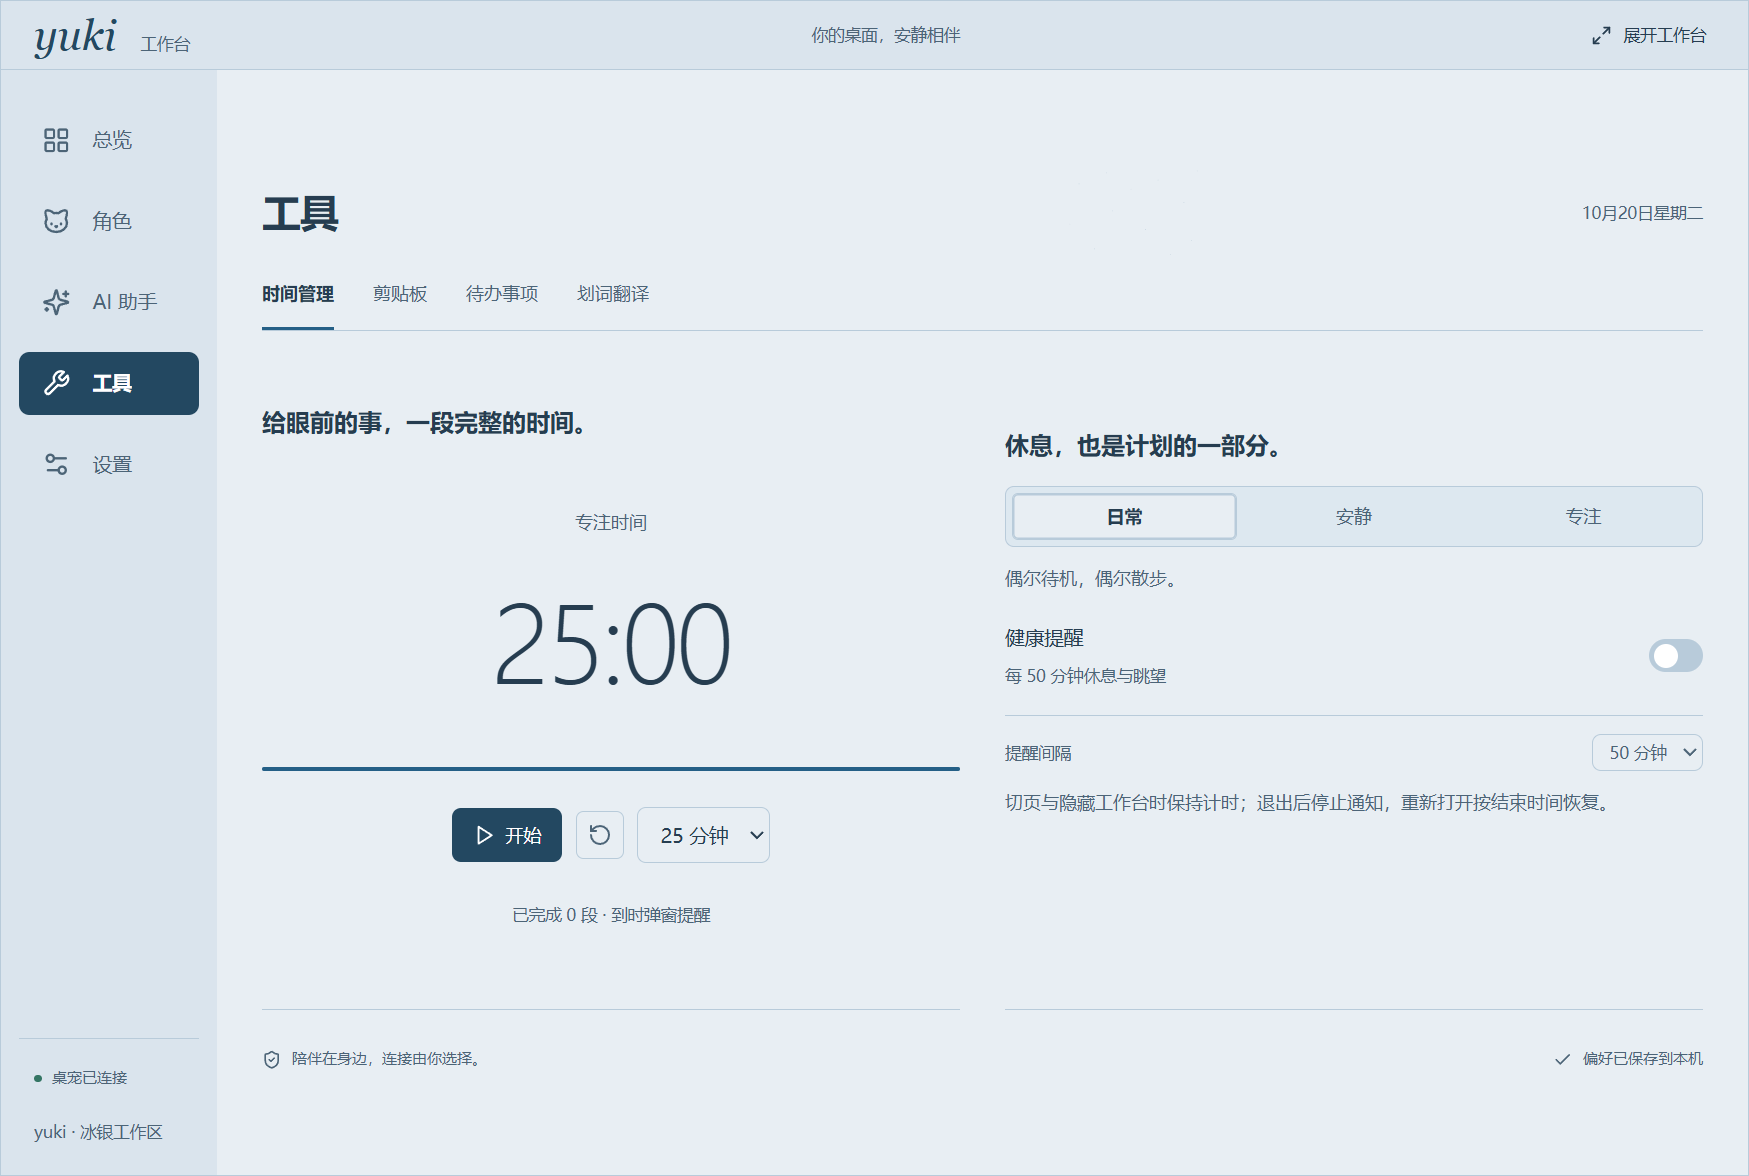 yuki 工作台
你的桌面，安静相伴
展开工作台
总览
角色
AI 助手
工具
设置
桌宠已连接
yuki · 冰银工作区
工具
10月20日星期二
时间管理 剪贴板 待办事项 划词翻译
给眼前的事，一段完整的时间。
专注时间
25:00
开始
25 分钟
已完成 0 段 · 到时弹窗提醒
休息，也是计划的一部分。
日常 安静 专注
偶尔待机，偶尔散步。
健康提醒
每 50 分钟休息与眺望
提醒间隔
50 分钟
切页与隐藏工作台时保持计时；退出后停止通知，重新打开按结束时间恢复。
陪伴在身边，连接由你选择。
偏好已保存到本机